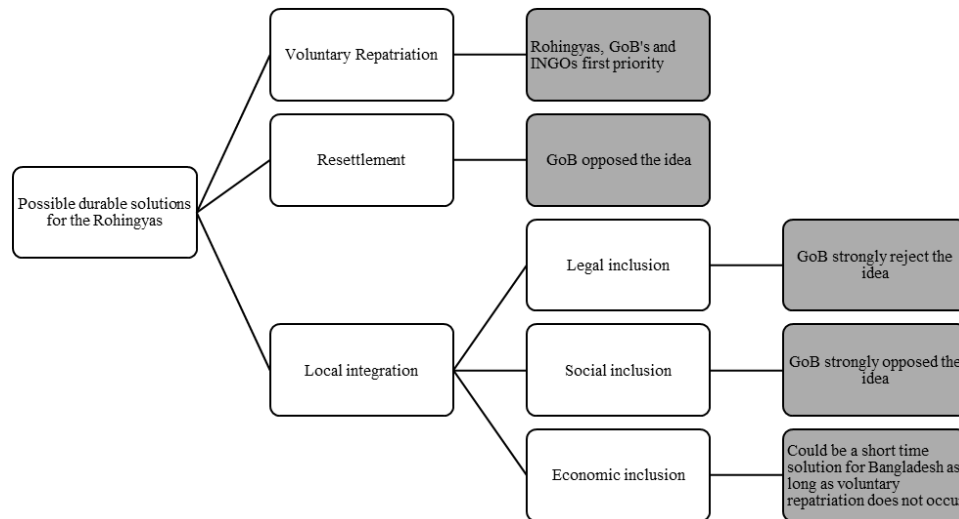 Voluntary Repatriation
Rohingyas, GoB's and
INGOs first priority
Resettlement
GoB opposed the idea
Possible durable solutions
for the Rohingyas
Legal inclusion
GoB strongly reject the
idea
Local integration
Social inclusion
GoB strongly opposed the
idea
Economic inclusion
Could be a short time
solution for Bangladesh as
long as voluntary
repatriation does not occur